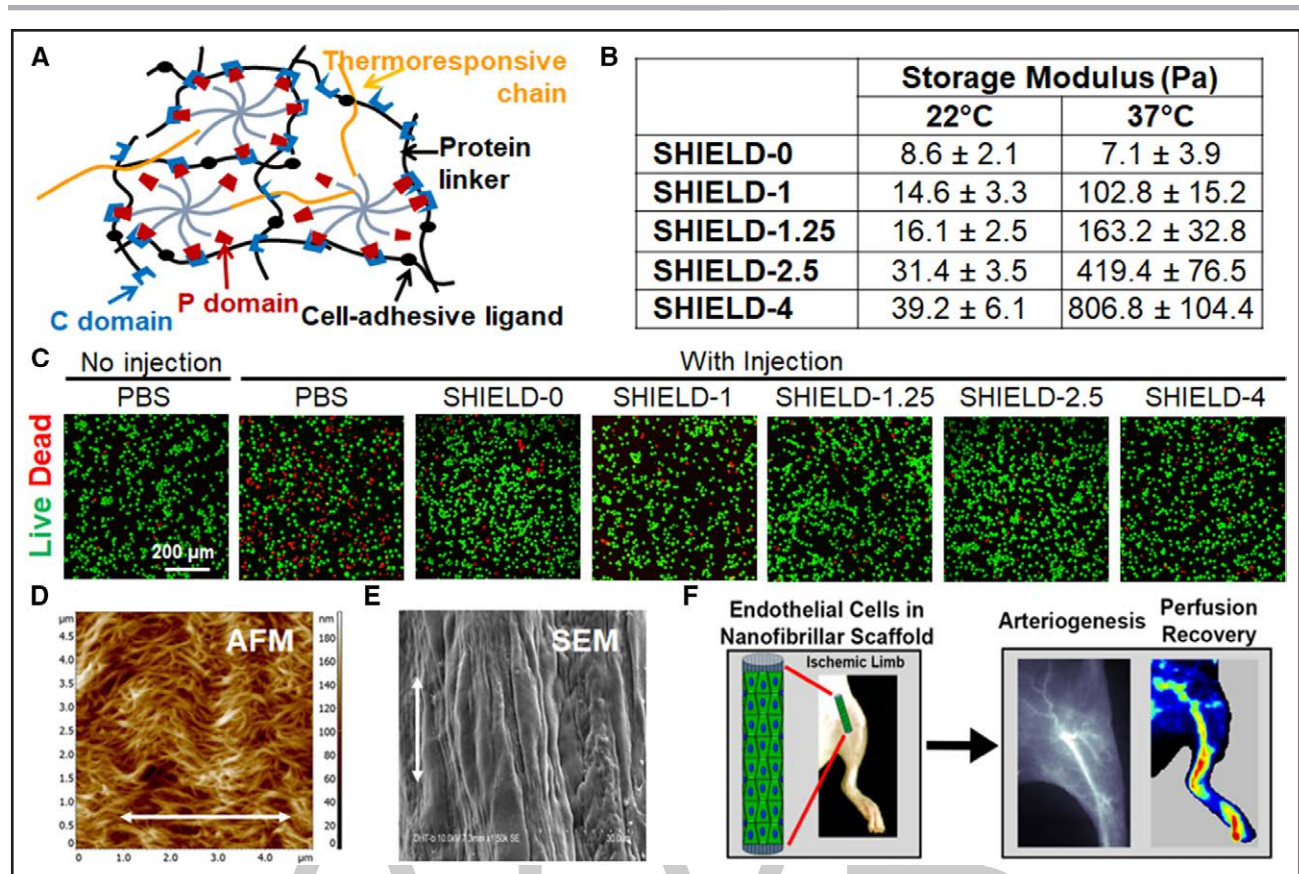 A
Thermoresponsive
chain
Protein
linker
P domain
C domain
Cell-adhesive ligand
B
Storage Modulus (Pa)
22°C 37°C
SHIELD-0 8.6 ± 2.1 7.1 ± 3.9
SHIELD-1 14.6 ± 3.3 102.8 ± 15.2
SHIELD-1.25 16.1 ± 2.5 163.2 ± 32.8
SHIELD-2.5 31.4 ± 3.5 419.4 ± 76.5
SHIELD-4 39.2 ± 6.1 806.8 ± 104.4
C
No injection With Injection
PBS PBS SHIELD-0 SHIELD-1 SHIELD-1.25 SHIELD-2.5 SHIELD-4
Live Dead
200 µm
D
µm
4.5
4.0
3.5
3.0
2.5
2.0
1.5
1.0
0.5
0
0 1.0 2.0 3.0 4.0 µm
AFM
nm
180
160
140
120
100
80
60
40
20
0
E
SEM
F
Endothelial Cells in
Nanofibrillar Scaffold
Ischemic Limb
Arteriogenesis
Perfusion
Recovery